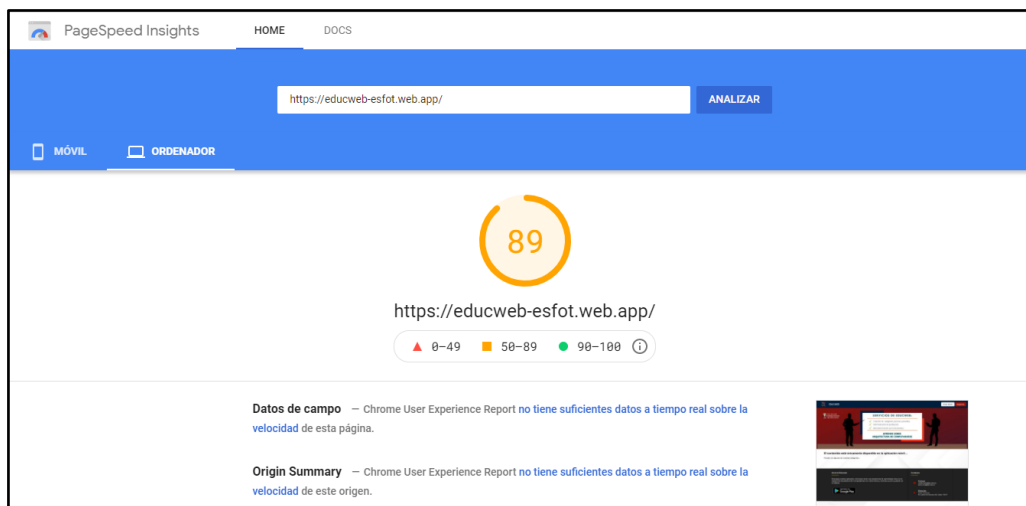 PageSpeed Insights HOME DOCS
https://educweb-esfot.web.app/ ANALIZAR
MÓVIL ORDENADOR
89
https://educweb-esfot.web.app/
0–49 50–89 90–100
Datos de campo — Chrome User Experience Report no tiene suficientes datos a tiempo real sobre la
velocidad de esta página.
Origin Summary — Chrome User Experience Report no tiene suficientes datos a tiempo real sobre la
velocidad de este origen.
Google Play